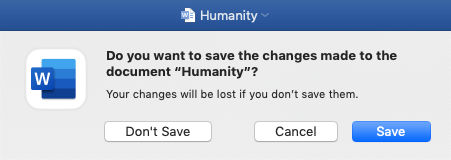 Humanity
Do you want to save the changes made to the
document “Humanity”?
Your changes will be lost if you don’t save them.
Don't Save
Cancel
Save
W